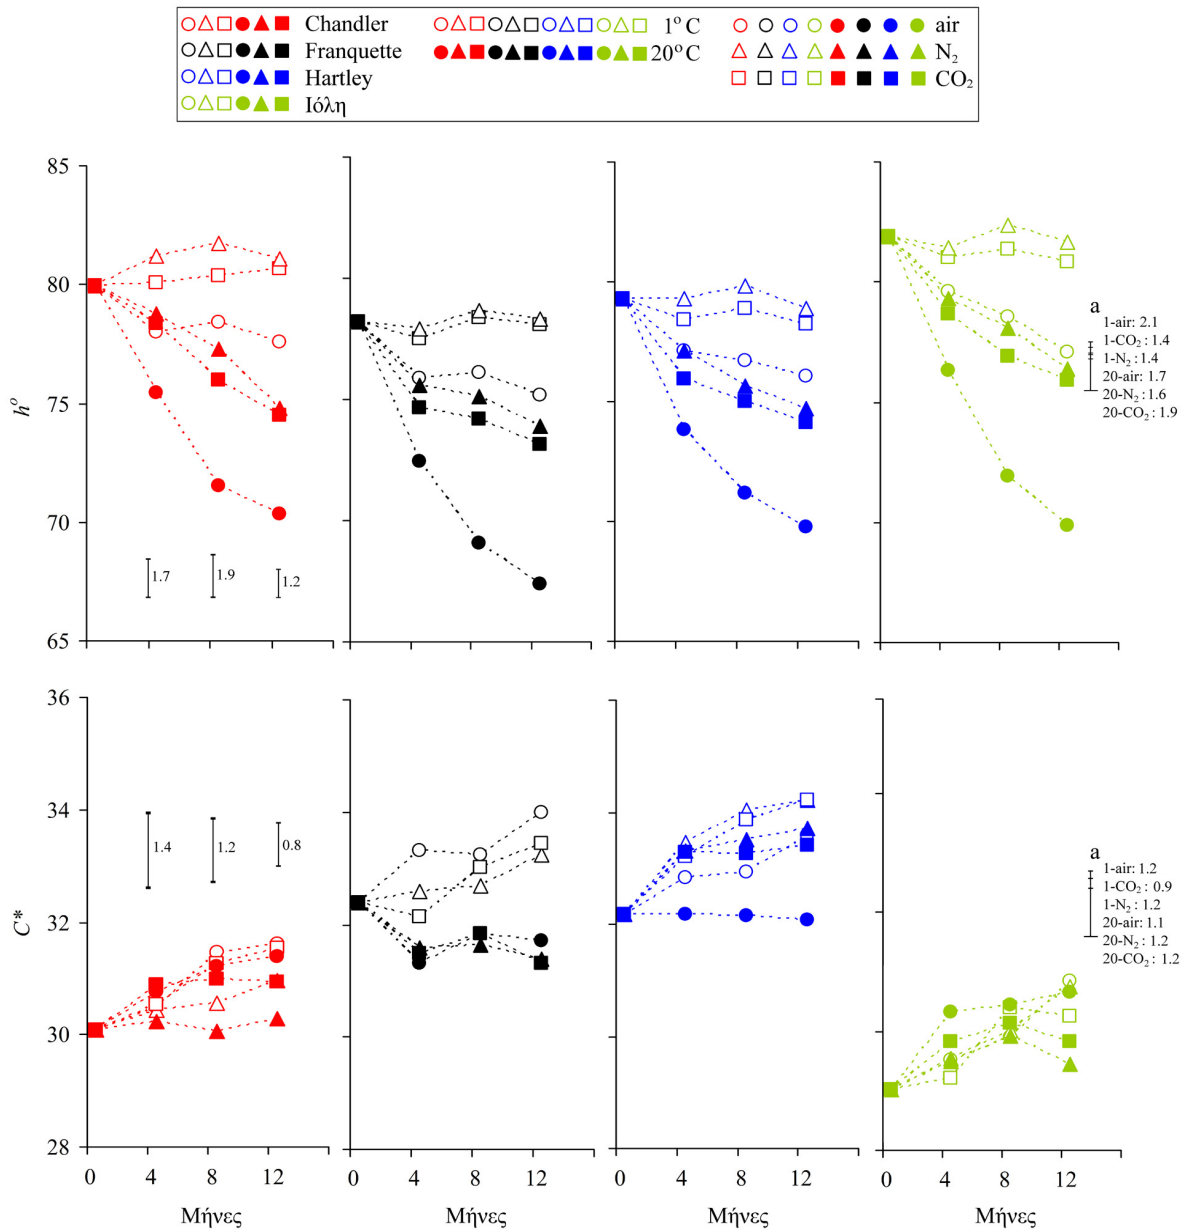 Chandler
Franquette
Hartley
Ιόλη
1° C
20° C
air
N₂
CO₂
85
80
75
70
65
h°
1.7
1.9
1.2
a
1-air: 2.1
1-CO₂ : 1.4
1-N₂ : 1.4
20-air: 1.7
20-N₂ : 1.6
20-CO₂ : 1.9
36
34
32
30
28
C*
1.4
1.2
0.8
a
1-air: 1.2
1-CO₂ : 0.9
1-N₂ : 1.2
20-air: 1.1
20-N₂ : 1.2
20-CO₂ : 1.2
0 4 8 12
0 4 8 12
0 4 8 12
0 4 8 12
Μήνες
Μήνες
Μήνες
Μήνες